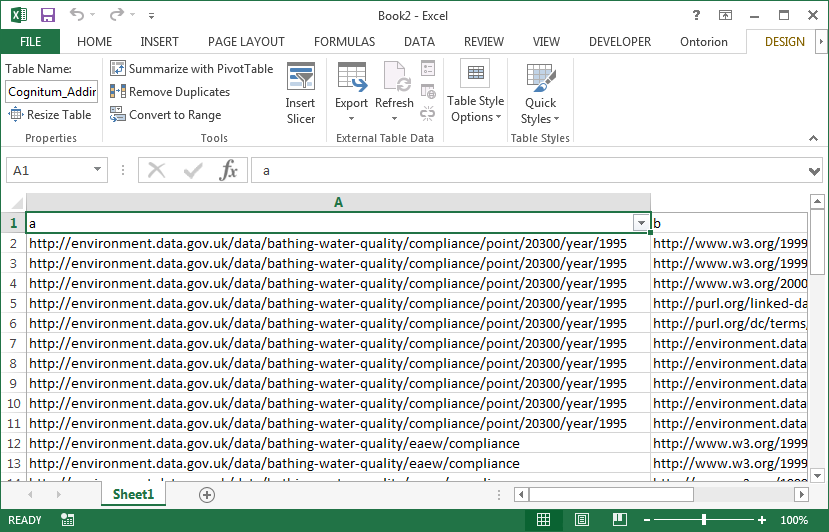 Book2 - Excel
FILE HOME INSERT PAGE LAYOUT FORMULAS DATA REVIEW VIEW DEVELOPER Ontorion DESIGN
Table Name:
Cognitum_Addir
Resize Table
Properties
Summarize with PivotTable
Remove Duplicates
Convert to Range
Tools
Insert
Slicer
Export
Refresh
External Table Data
Table Style
Options
Quick
Styles
Table Styles
A1 fx a
A
1 a b
2 http://environment.data.gov.uk/data/bathing-water-quality/compliance/point/20300/year/1995 http://www.w3.org/1999
3 http://environment.data.gov.uk/data/bathing-water-quality/compliance/point/20300/year/1995 http://www.w3.org/1999
4 http://environment.data.gov.uk/data/bathing-water-quality/compliance/point/20300/year/1995 http://www.w3.org/2000
5 http://environment.data.gov.uk/data/bathing-water-quality/compliance/point/20300/year/1995 http://purl.org/linked-da
6 http://environment.data.gov.uk/data/bathing-water-quality/compliance/point/20300/year/1995 http://purl.org/dc/terms/
7 http://environment.data.gov.uk/data/bathing-water-quality/compliance/point/20300/year/1995 http://environment.data
8 http://environment.data.gov.uk/data/bathing-water-quality/compliance/point/20300/year/1995 http://environment.data
9 http://environment.data.gov.uk/data/bathing-water-quality/compliance/point/20300/year/1995 http://environment.data
10 http://environment.data.gov.uk/data/bathing-water-quality/compliance/point/20300/year/1995 http://environment.data
11 http://environment.data.gov.uk/data/bathing-water-quality/compliance/point/20300/year/1995 http://environment.data
12 http://environment.data.gov.uk/data/bathing-water-quality/eaew/compliance http://www.w3.org/1999
13 http://environment.data.gov.uk/data/bathing-water-quality/eaew/compliance http://www.w3.org/1999
Sheet1
READY 100%